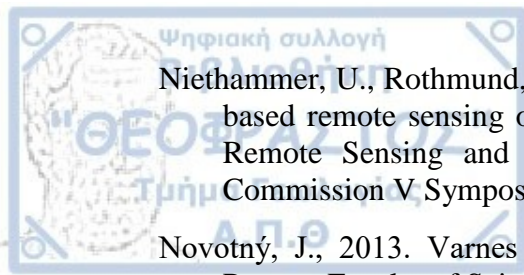 Ψηφιακή συλλογή
Βιβλιοθήκη
Niethammer, U., Rothmund,
based remote sensing o
"ΘΕΟΦΡΑΣΤΟΣ"
Remote Sensing and
Τμήμα Γεωλογίας
Commission V Sympos
Α.Π.Θ
Novotný, J., 2013. Varnes